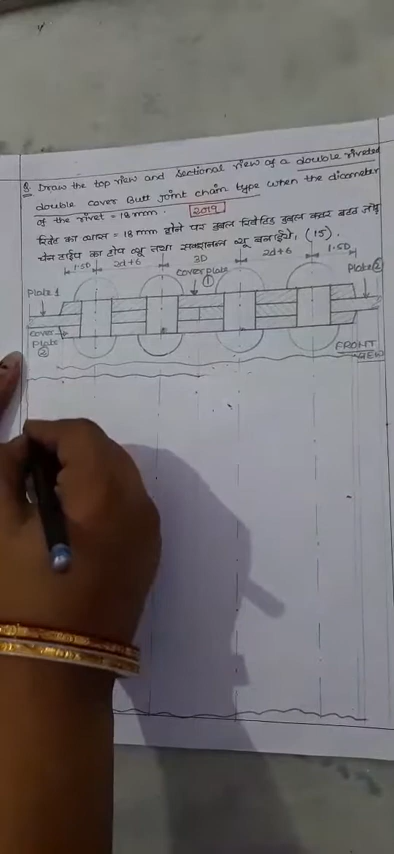 Q. Draw the top view and sectional view of a double riveted
double cover Butt joint chain type when the diameter
of the rivet = 18 mm. 2019
रिवेट का व्यास = 18 mm होने पर डबल रिवेटिड डबल कवर बट्ट जोड़
चेन टाईप का टोप व्यू तथा सेक्शनल व्यू बनाईये, (15).
1.5D 2d+6 3D 2d+6 1.5D
Plate 1 cover plate ① Plate ②
cover Plate ②
FRONT VIEW